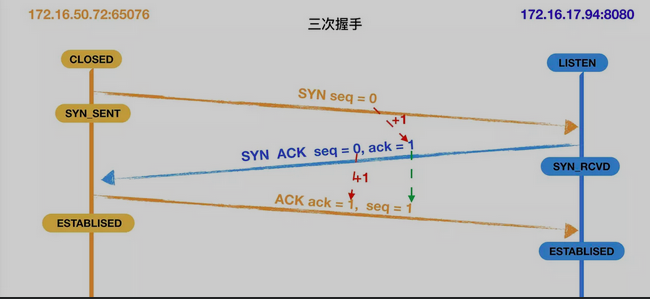 172.16.50.72:65076
172.16.17.94:8080
三次握手
CLOSED
LISTEN
SYN seq = 0
SYN_SENT
+1
SYN ACK seq = 0, ack = 1
SYN_RCVD
+1
ACK ack = 1, seq = 1
ESTABLISED
ESTABLISED